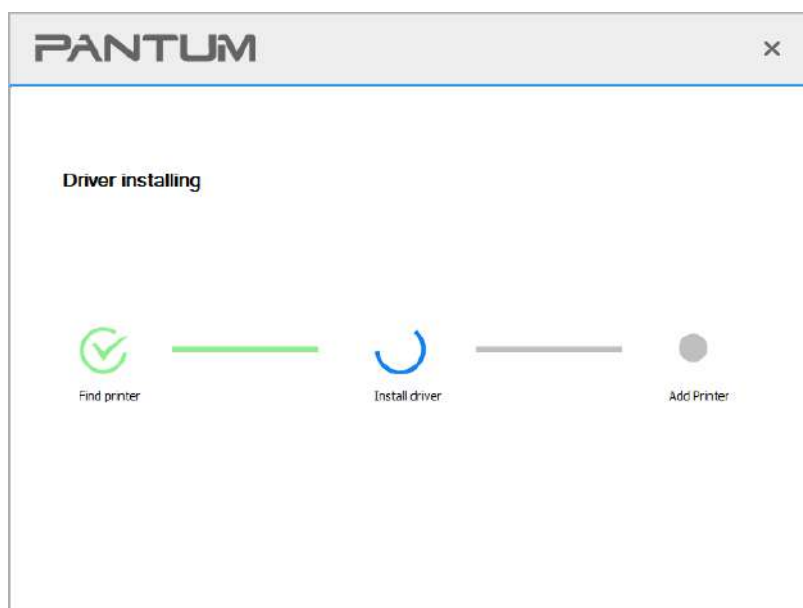 PANTUM
Driver installing
Find printer
Install driver
Add Printer